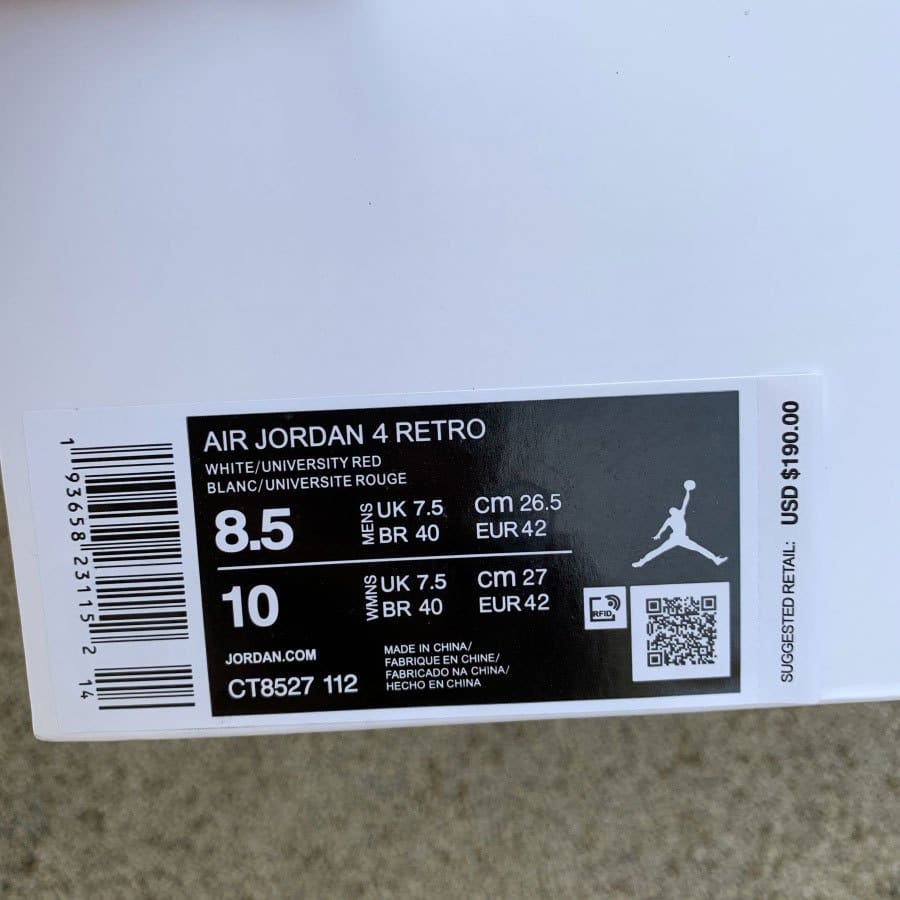 AIR JORDAN 4 RETRO
WHITE/UNIVERSITY RED
BLANC/UNIVERSITE ROUGE
8.5 MENS UK 7.5 cm 26.5
BR 40 EUR 42
10 WMNS UK 7.5 cm 27
BR 40 EUR 42
JORDAN.COM
CT8527 112
MADE IN CHINA/
FABRIQUE EN CHINE/
FABRICADO NA CHINA/
HECHO EN CHINA
RFID
1 93658 23115 2
14
SUGGESTED RETAIL: USD $190.00